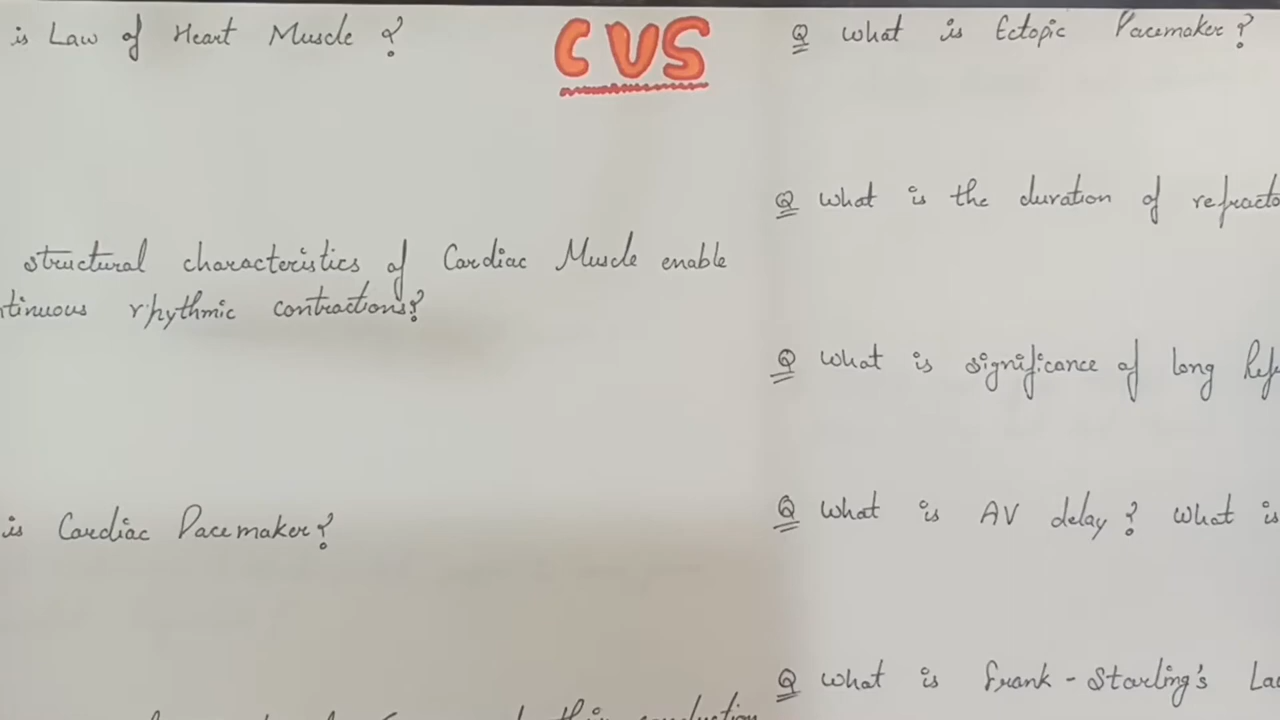 CVS
is Law of Heart Muscle ?
structural characteristics of Cardiac Muscle enable
tinuous rhythmic contractions?
is Cardiac Pacemaker?
Q What is Ectopic Pacemaker?
Q What is the duration of refracto
Q What is significance of long Ref
Q What is AV delay? What is
Q What is Frank - Starling's La